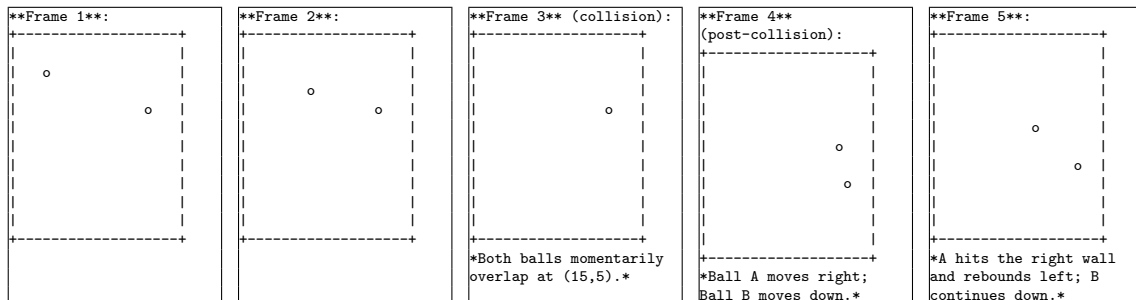 **Frame 1**:
+-------------------+
|                   |
|   o               |
|                   |
|               o   |
|                   |
|                   |
|                   |
|                   |
|                   |
|                   |
+-------------------+
**Frame 2**:
+-------------------+
|                   |
|                   |
|       o           |
|               o   |
|                   |
|                   |
|                   |
|                   |
|                   |
|                   |
+-------------------+
**Frame 3** (collision):
+-------------------+
|                   |
|                   |
|                   |
|               o   |
|                   |
|                   |
|                   |
|                   |
|                   |
|                   |
+-------------------+
*Both balls momentarily
overlap at (15,5).*
**Frame 4**
(post-collision):
+-------------------+
|                   |
|                   |
|                   |
|                   |
|               o   |
|                   |
|                o  |
|                   |
|                   |
|                   |
+-------------------+
*Ball A moves right;
Ball B moves down.*
**Frame 5**:
+-------------------+
|                   |
|                   |
|                   |
|                   |
|           o       |
|                   |
|                o  |
|                   |
|                   |
|                   |
+-------------------+
*A hits the right wall
and rebounds left; B
continues down.*